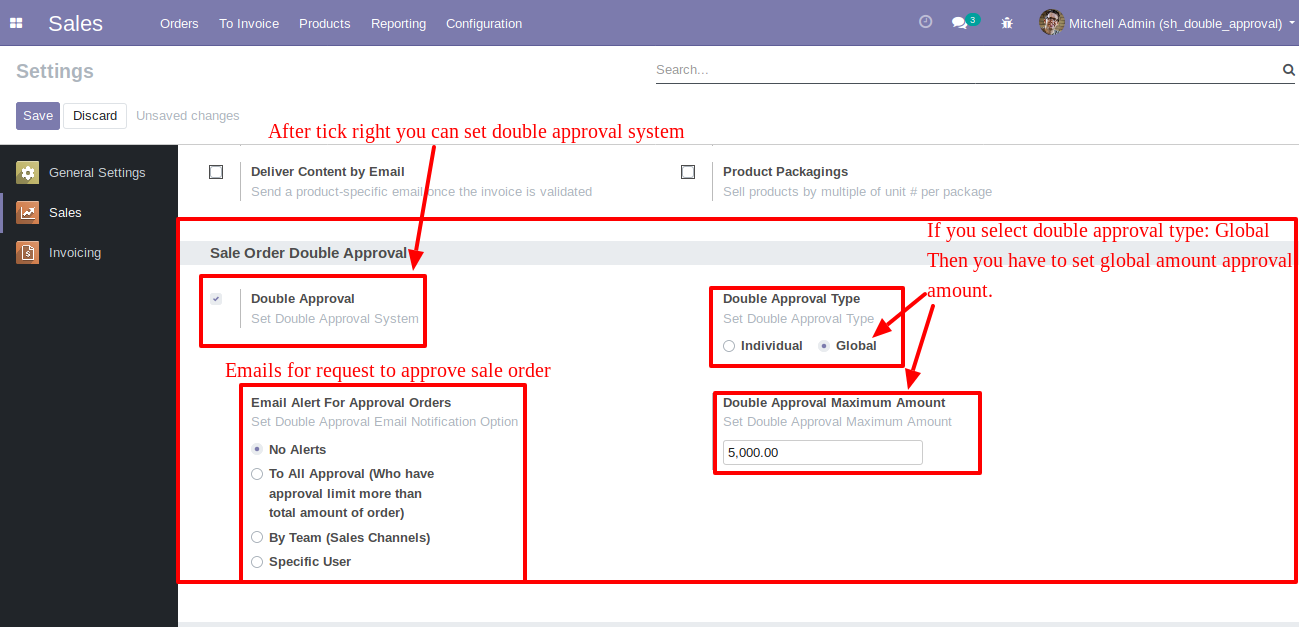 Sales
Orders To Invoice Products Reporting Configuration
3
Mitchell Admin (sh_double_approval)
Settings
Search...
Save Discard Unsaved changes
After tick right you can set double approval system
General Settings
Sales
Invoicing
Deliver Content by Email
Send a product-specific email once the invoice is validated
Product Packagings
Sell products by multiple of unit # per package
If you select double approval type: Global
Then you have to set global amount approval
amount.
Sale Order Double Approval
Double Approval
Set Double Approval System
Double Approval Type
Set Double Approval Type
Individual Global
Emails for request to approve sale order
Email Alert For Approval Orders
Set Double Approval Email Notification Option
No Alerts
To All Approval (Who have
approval limit more than
total amount of order)
By Team (Sales Channels)
Specific User
Double Approval Maximum Amount
Set Double Approval Maximum Amount
5,000.00